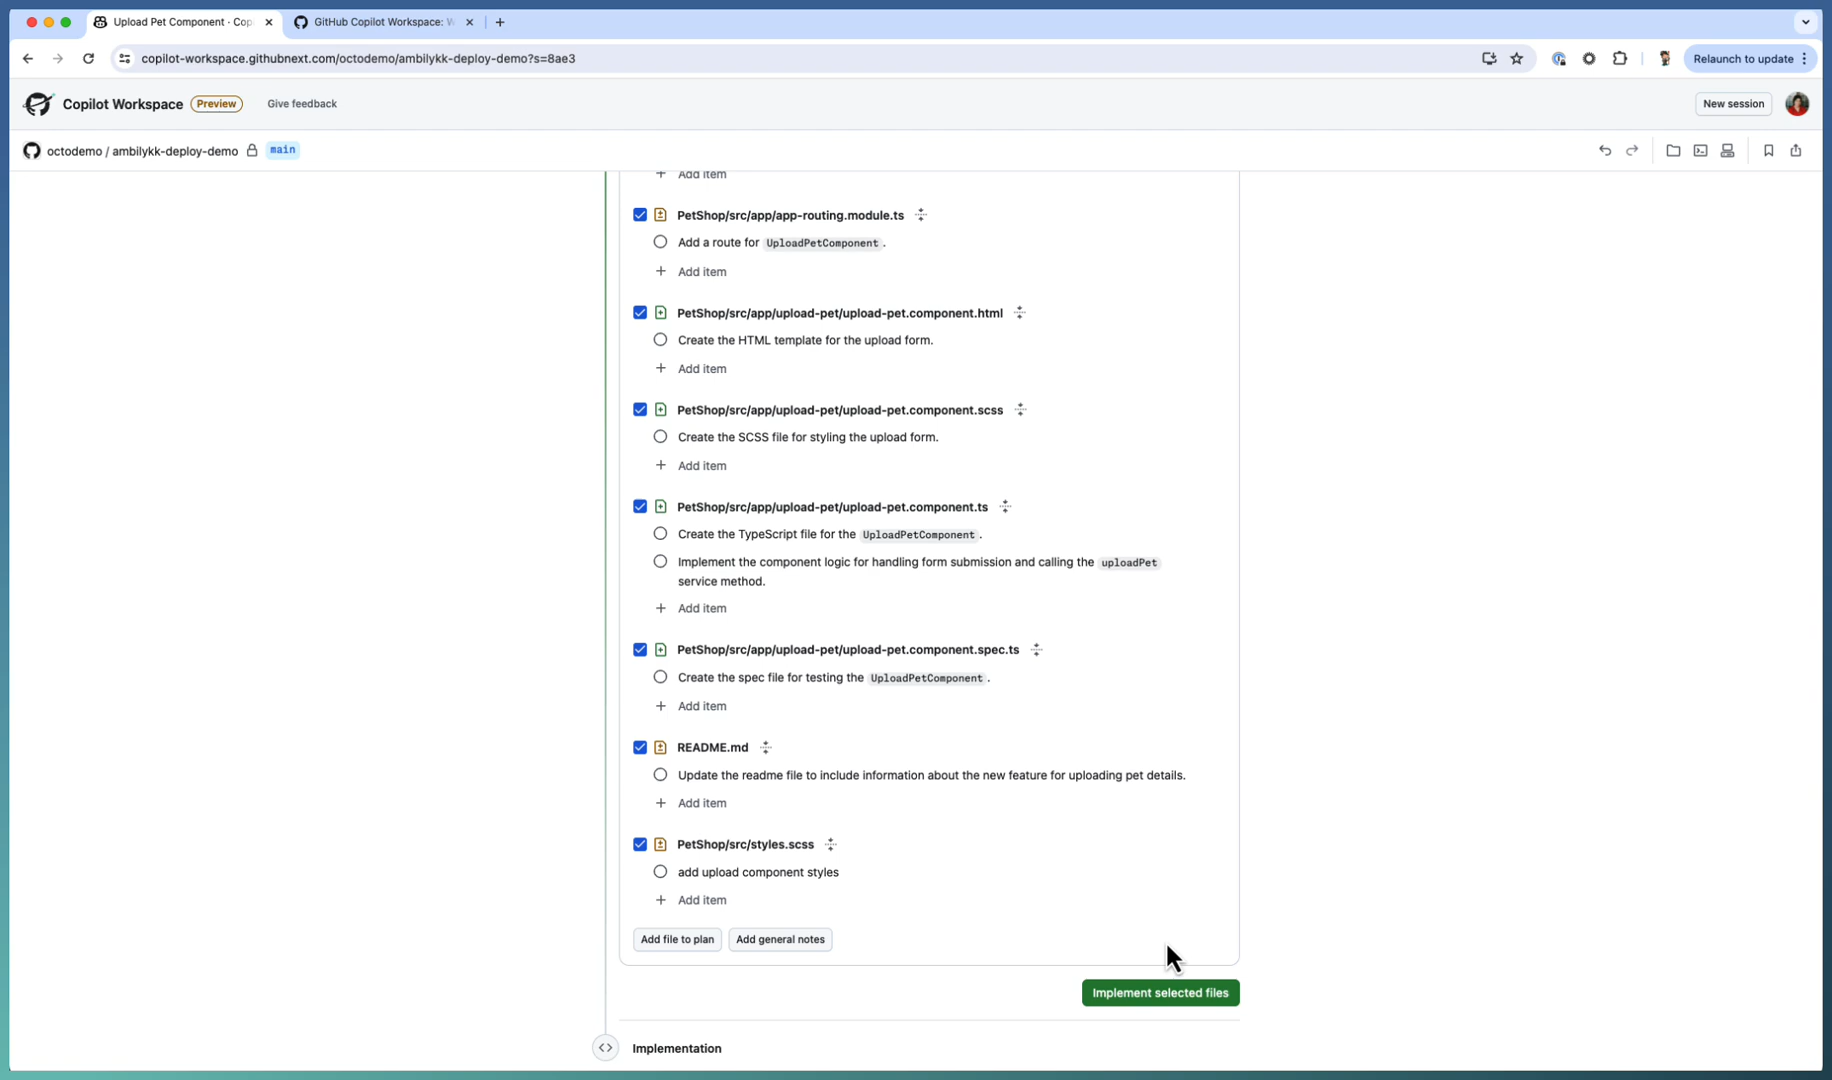 Upload Pet Component · Cop
GitHub Copilot Workspace: W
copilot-workspace.githubnext.com/octodemo/ambilykk-deploy-demo?s=8ae3
Relaunch to update
Copilot Workspace Preview Give feedback
New session
octodemo / ambilykk-deploy-demo main
Add item
PetShop/src/app/app-routing.module.ts
Add a route for UploadPetComponent .
Add item
PetShop/src/app/upload-pet/upload-pet.component.html
Create the HTML template for the upload form.
Add item
PetShop/src/app/upload-pet/upload-pet.component.scss
Create the SCSS file for styling the upload form.
Add item
PetShop/src/app/upload-pet/upload-pet.component.ts
Create the TypeScript file for the UploadPetComponent .
Implement the component logic for handling form submission and calling the uploadPet
service method.
Add item
PetShop/src/app/upload-pet/upload-pet.component.spec.ts
Create the spec file for testing the UploadPetComponent .
Add item
README.md
Update the readme file to include information about the new feature for uploading pet details.
Add item
PetShop/src/styles.scss
add upload component styles
Add item
Add file to plan
Add general notes
Implement selected files
Implementation